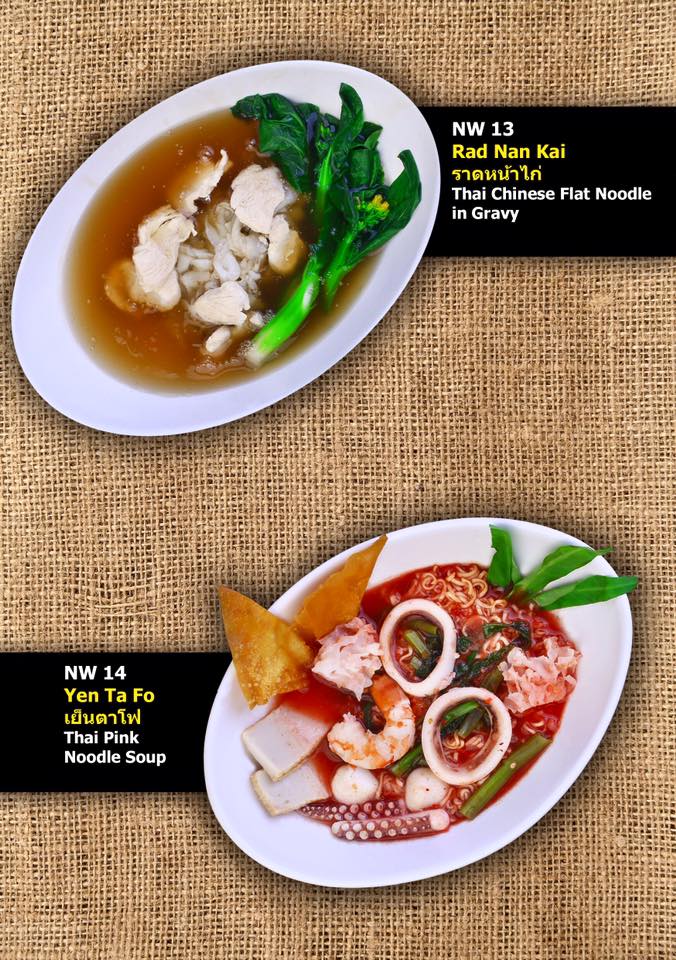 NW 13
Rad Nan Kai
ราดหน้าไก่
Thai Chinese Flat Noodle
in Gravy
NW 14
Yen Ta Fo
เย็นตาโฟ
Thai Pink
Noodle Soup